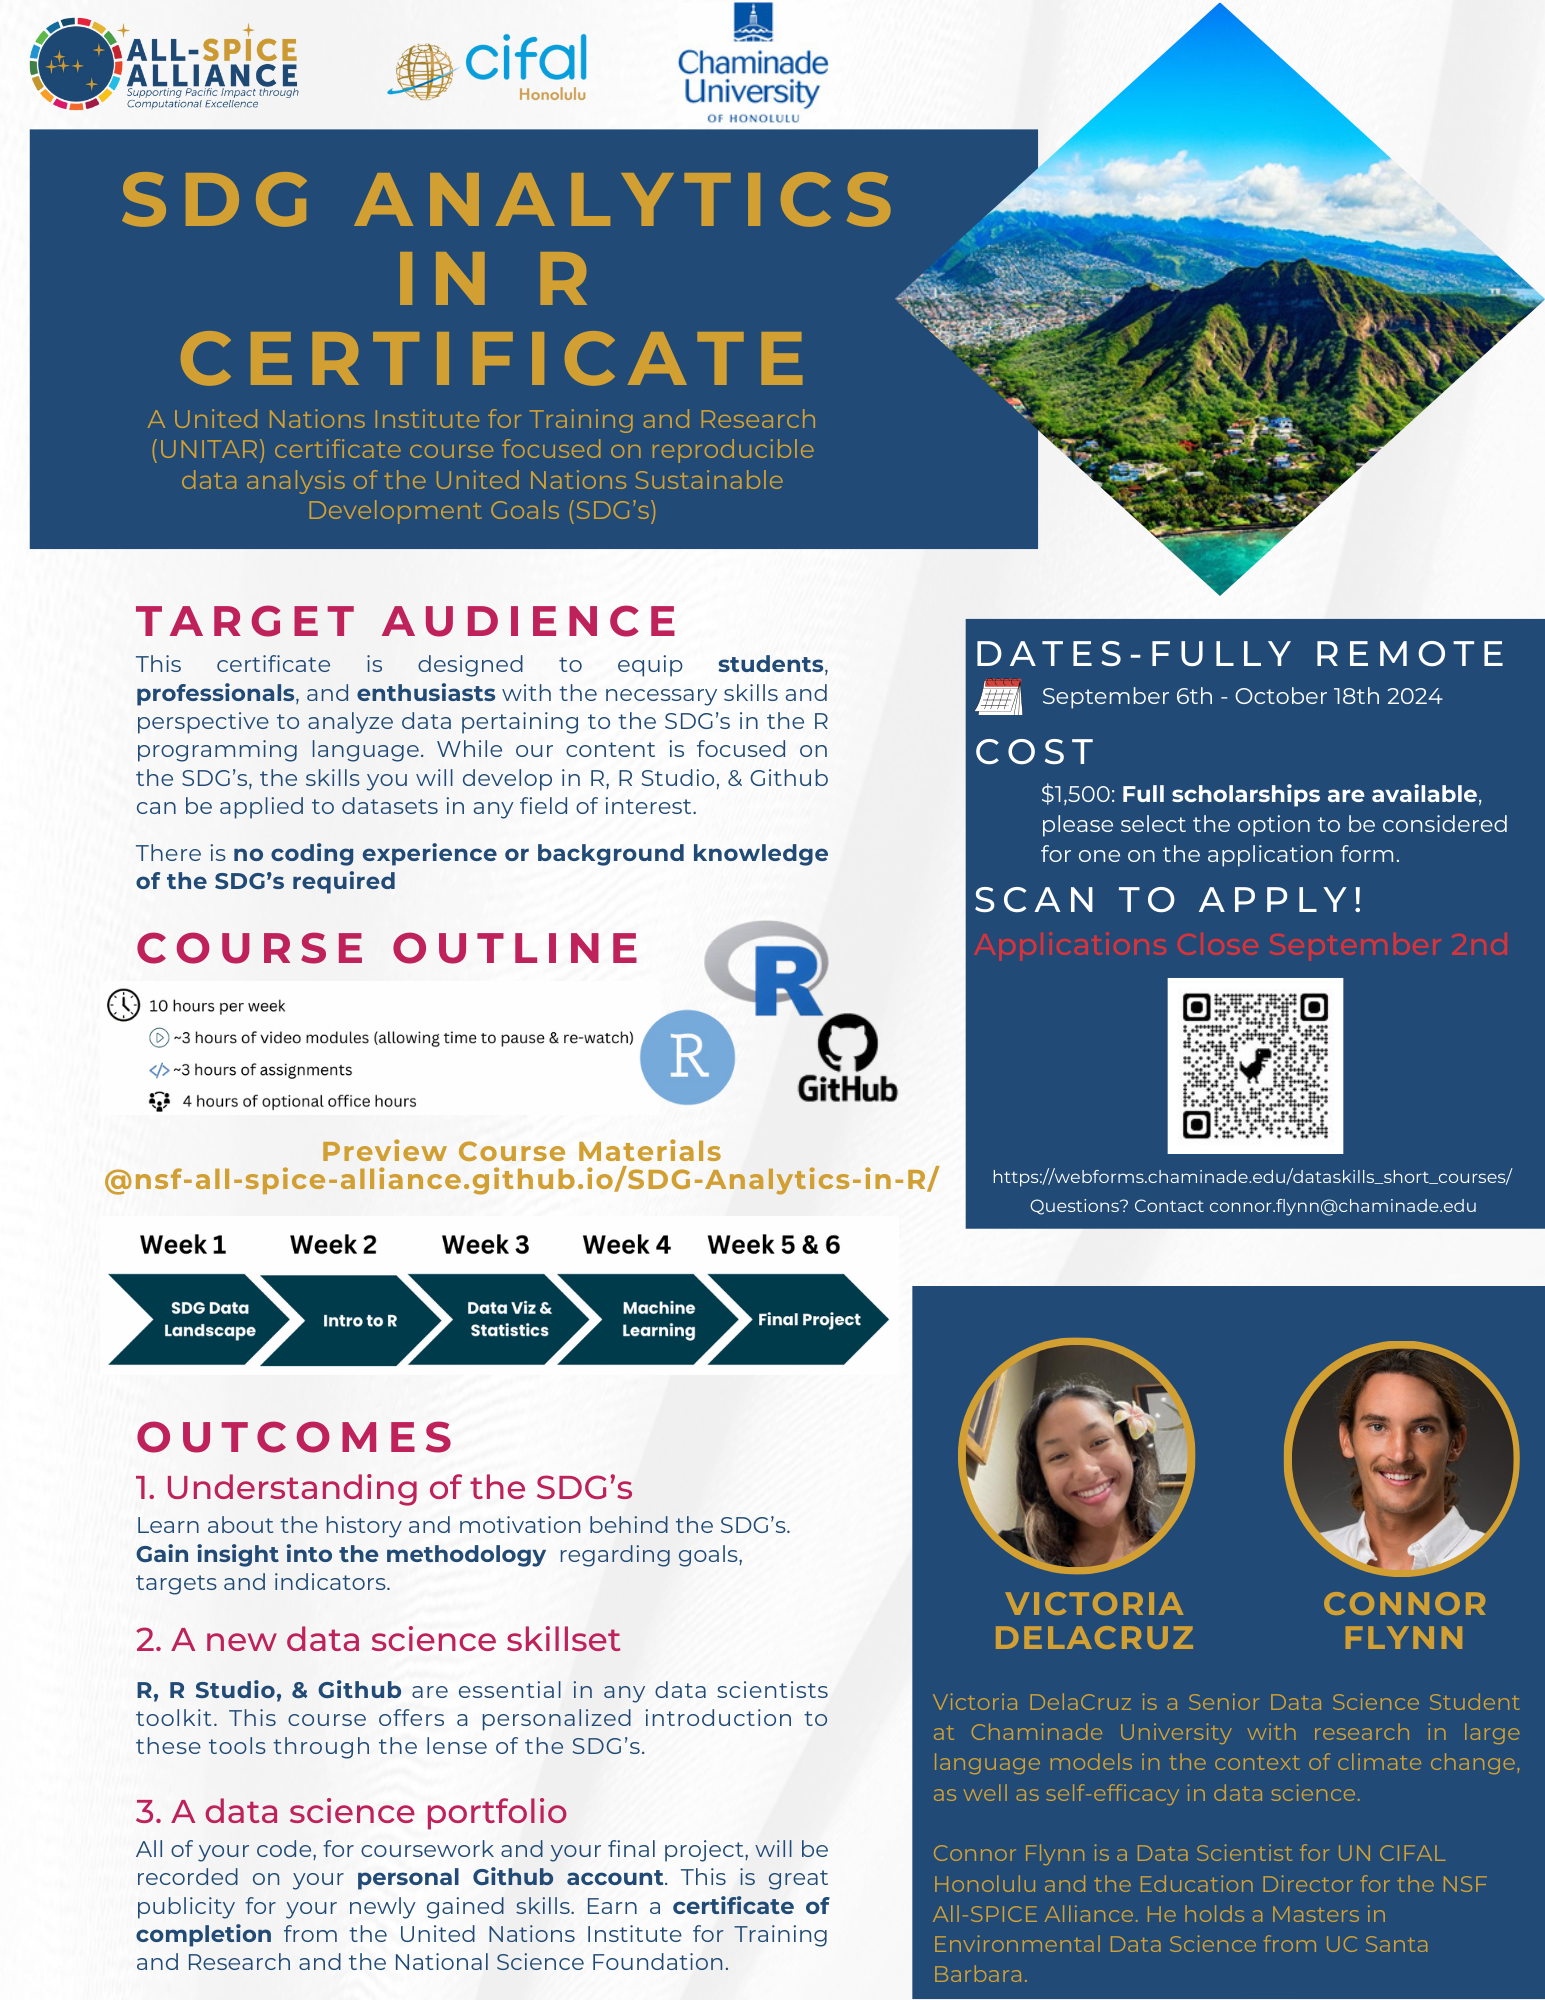 ALL-SPICE
ALLIANCE
Supporting Pacific Impact through
Computational Excellence
cifal
Honolulu
Chaminade
University
OF HONOLULU
SDG ANALYTICS
IN R
CERTIFICATE
A United Nations Institute for Training and Research
(UNITAR) certificate course focused on reproducible
data analysis of the United Nations Sustainable
Development Goals (SDG's)
TARGET AUDIENCE
This certificate is designed to equip students,
professionals, and enthusiasts with the necessary skills and
perspective to analyze data pertaining to the SDG's in the R
programming language. While our content is focused on
the SDG's, the skills you will develop in R, R Studio, & Github
can be applied to datasets in any field of interest.
There is no coding experience or background knowledge
of the SDG's required
COURSE OUTLINE
10 hours per week
~3 hours of video modules (allowing time to pause & re-watch)
~3 hours of assignments
4 hours of optional office hours
R
R
GitHub
Preview Course Materials
@nsf-all-spice-alliance.github.io/SDG-Analytics-in-R/
Week 1 Week 2 Week 3 Week 4 Week 5 & 6
SDG Data
Landscape
Intro to R
Data Viz &
Statistics
Machine
Learning
Final Project
OUTCOMES
1. Understanding of the SDG's
Learn about the history and motivation behind the SDG's.
Gain insight into the methodology regarding goals,
targets and indicators.
2. A new data science skillset
R, R Studio, & Github are essential in any data scientists
toolkit. This course offers a personalized introduction to
these tools through the lense of the SDG's.
3. A data science portfolio
All of your code, for coursework and your final project, will be
recorded on your personal Github account. This is great
publicity for your newly gained skills. Earn a certificate of
completion from the United Nations Institute for Training
and Research and the National Science Foundation.
DATES-FULLY REMOTE
September 6th - October 18th 2024
COST
$1,500: Full scholarships are available,
please select the option to be considered
for one on the application form.
SCAN TO APPLY!
Applications Close September 2nd
https://webforms.chaminade.edu/dataskills_short_courses/
Questions? Contact connor.flynn@chaminade.edu
VICTORIA
DELACRUZ
CONNOR
FLYNN
Victoria DelaCruz is a Senior Data Science Student
at Chaminade University with research in large
language models in the context of climate change,
as well as self-efficacy in data science.
Connor Flynn is a Data Scientist for UN CIFAL
Honolulu and the Education Director for the NSF
All-SPICE Alliance. He holds a Masters in
Environmental Data Science from UC Santa
Barbara.